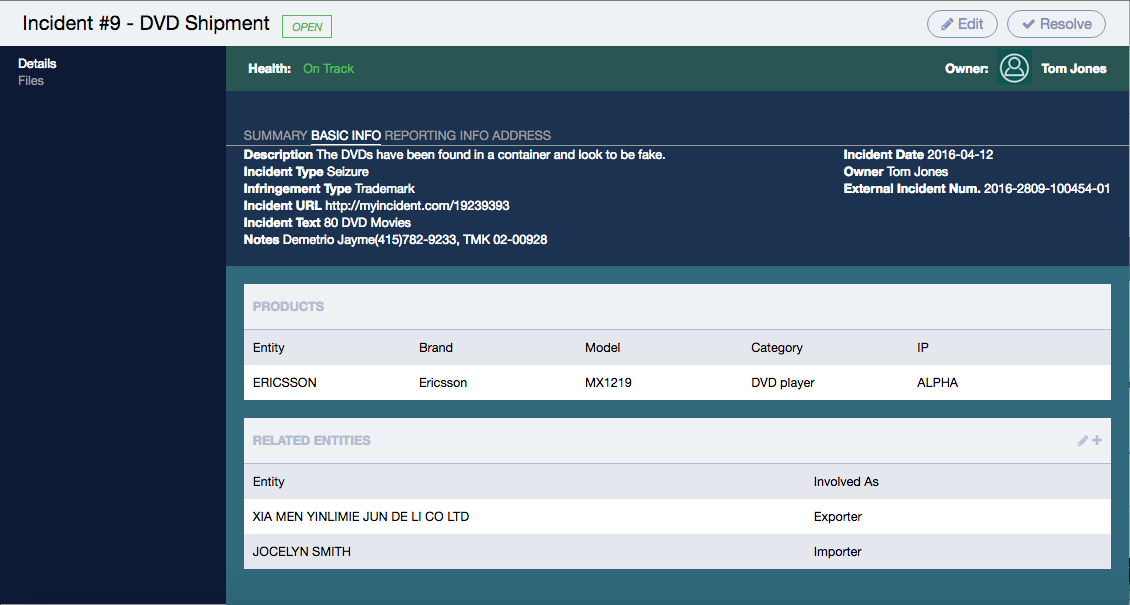 Incident #9 - DVD Shipment OPEN Edit Resolve
Details
Files
Health: On Track Owner: Tom Jones
SUMMARY BASIC INFO REPORTING INFO ADDRESS
Description The DVDs have been found in a container and look to be fake. Incident Date 2016-04-12
Incident Type Seizure Owner Tom Jones
Infringement Type Trademark External Incident Num. 2016-2809-100454-01
Incident URL http://myincident.com/19239393
Incident Text 80 DVD Movies
Notes Demetrio Jayme(415)782-9233, TMK 02-00928
PRODUCTS
Entity Brand Model Category IP
ERICSSON Ericsson MX1219 DVD player ALPHA
RELATED ENTITIES
Entity Involved As
XIA MEN YINLIMIE JUN DE LI CO LTD Exporter
JOCELYN SMITH Importer